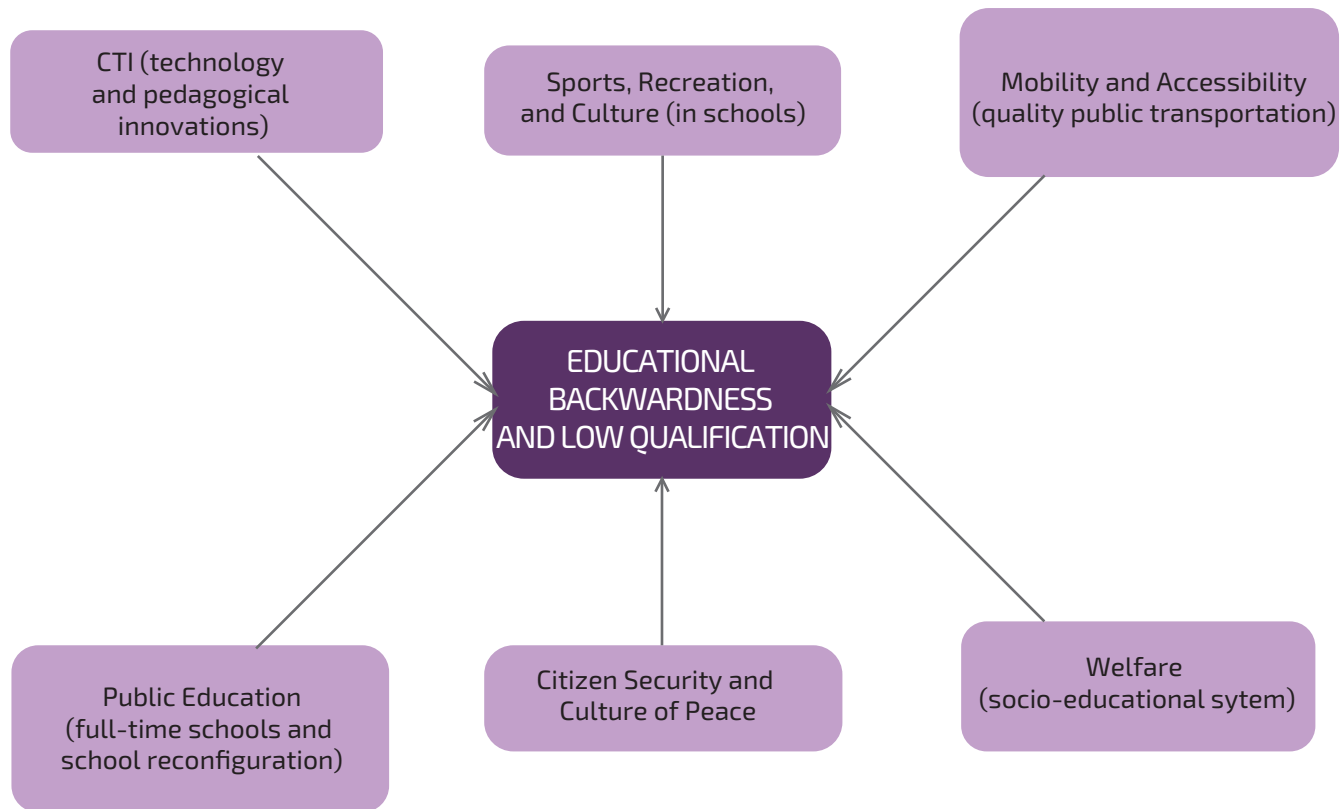 CTI (technology
and pedagogical
innovations)
Sports, Recreation,
and Culture (in schools)
Mobility and Accessibility
(quality public transportation)
EDUCATIONAL
BACKWARDNESS
AND LOW QUALIFICATION
Public Education
(full-time schools and
school reconfiguration)
Citizen Security and
Culture of Peace
Welfare
(socio-educational sytem)